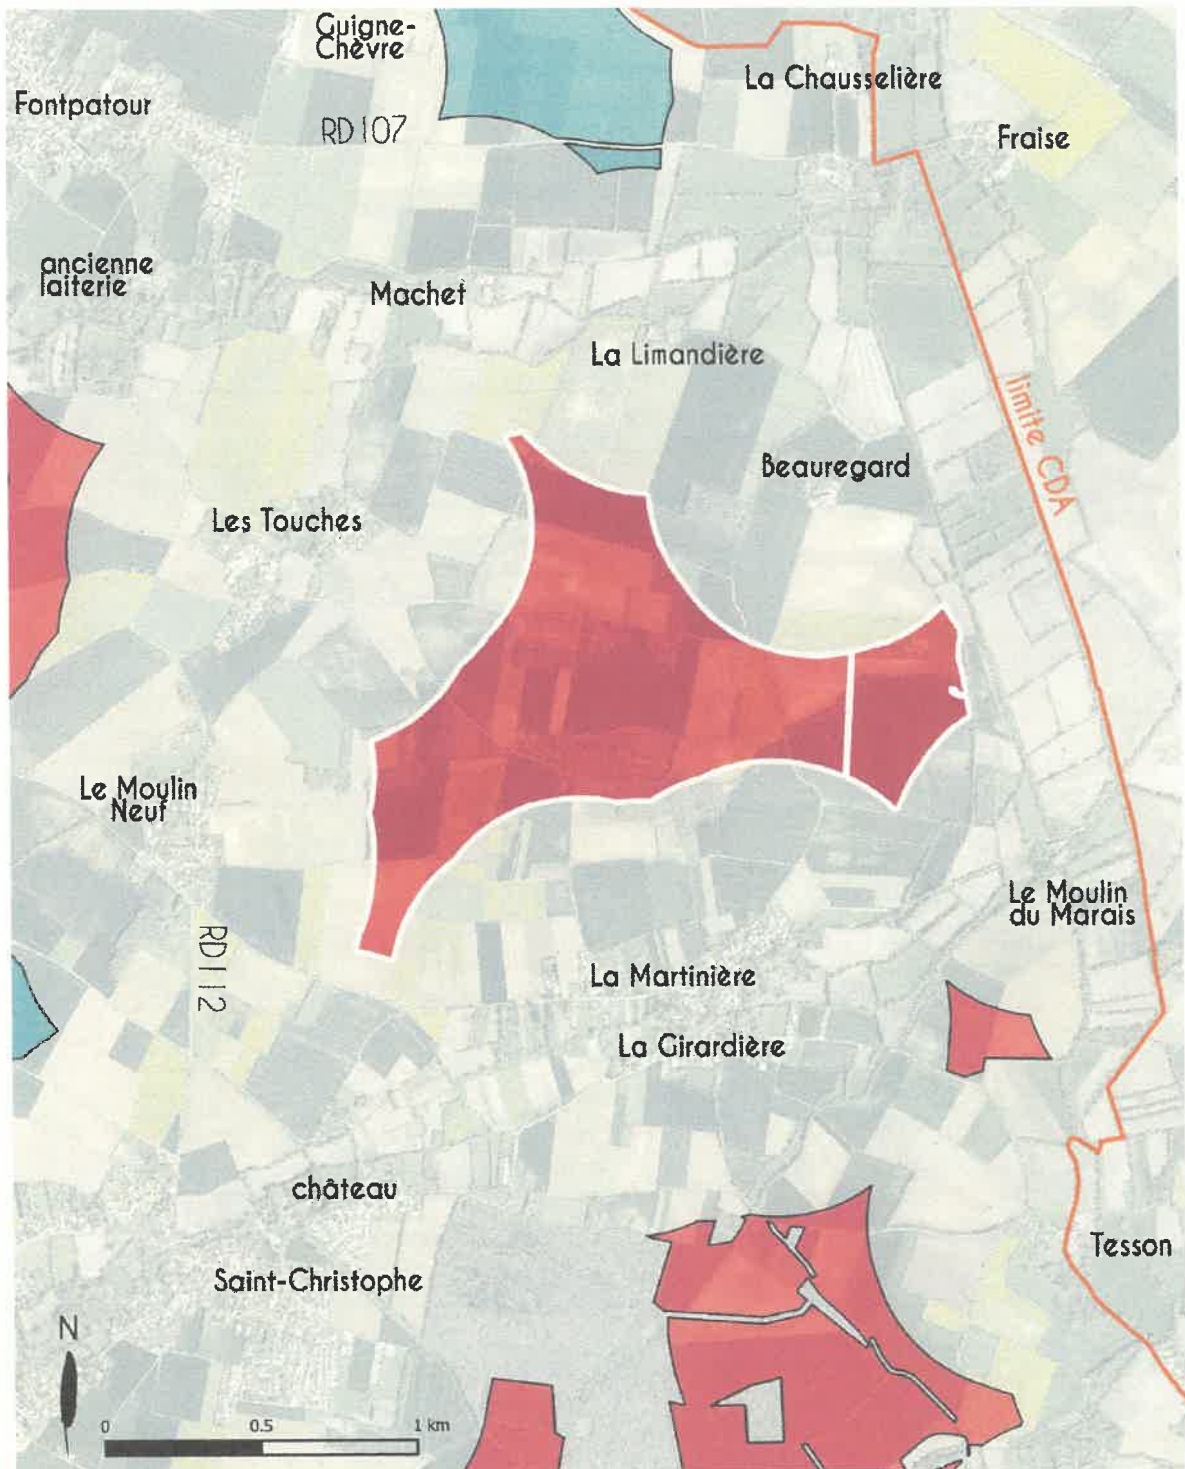 Guigne-
Chèvre
La Chausselière
Fontpatour
RD107
Fraise
ancienne
laiterie
Machet
La Limandière
limite CDA
Beauregard
Les Touches
Le Moulin
Neuf
Le Moulin
du Marais
RD112
La Martinière
La Girardière
château
Tesson
Saint-Christophe
N
0 0.5 1 km